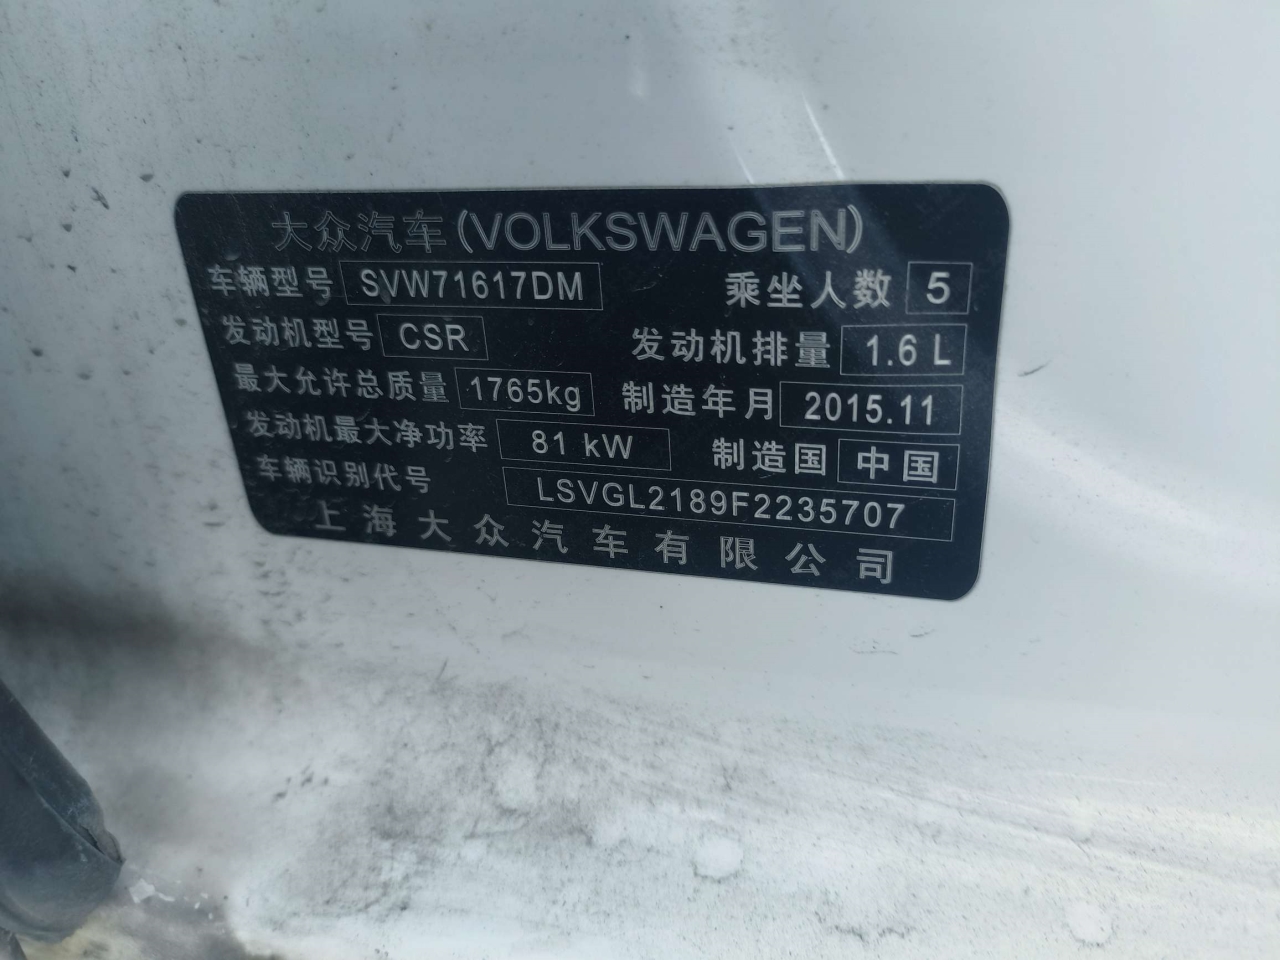 大众汽车(VOLKSWAGEN)
车辆型号 SVW71617DM 乘坐人数 5
发动机型号 CSR 发动机排量 1.6 L
最大允许总质量 1765kg 制造年月 2015.11
发动机最大净功率 81 kW 制造国 中国
车辆识别代号 LSVGL2189F2235707
上海大众汽车有限公司